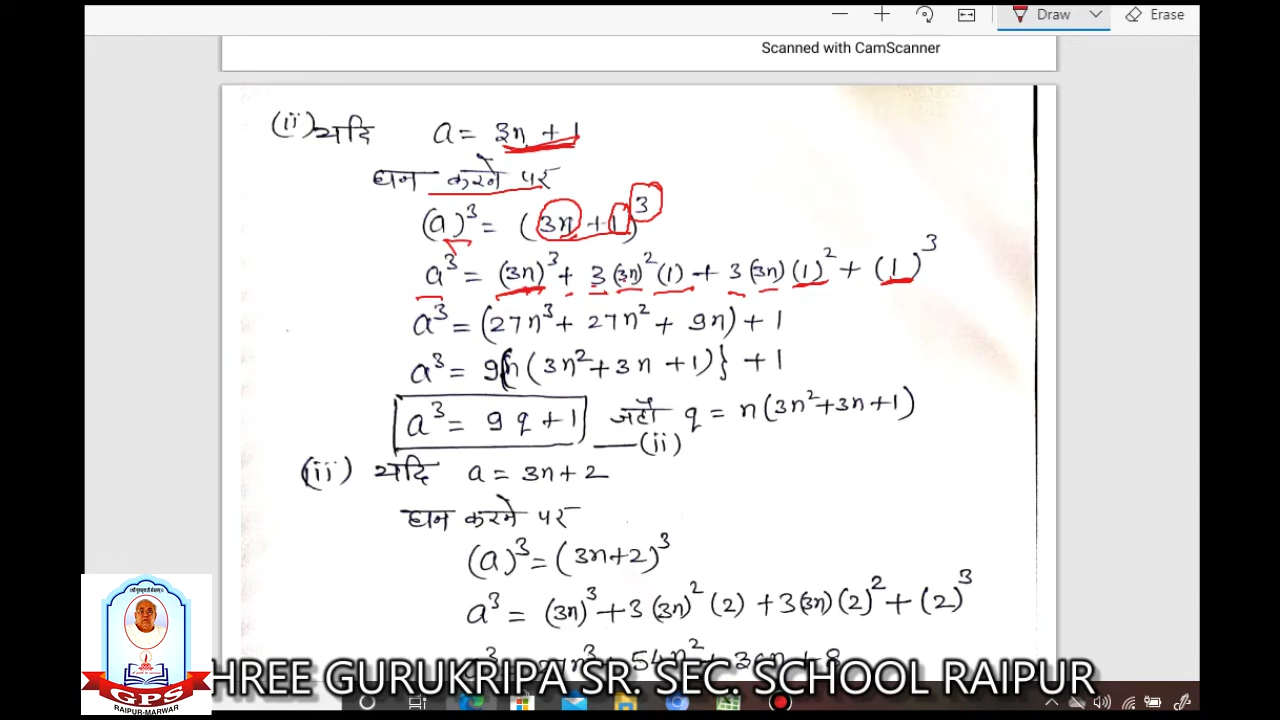 Draw Erase
Scanned with CamScanner
(ii) यदि a = 3n + 1
घन करने पर
(a)³ = (3n + 1)³
a³ = (3n)³ + 3(3n)²(1) + 3(3n)(1)² + (1)³
a³ = (27n³ + 27n² + 9n) + 1
a³ = 9{n(3n²+3n+1)} + 1
a³ = 9q + 1 जहाँ q = n(3n²+3n+1)
—(ii)
(iii) यदि a = 3n + 2
घन करने पर
(a)³ = (3n+2)³
a³ = (3n)³ + 3(3n)²(2) + 3(3n)(2)² + (2)³
54n² +
HREE GURUKRIPA SR. SEC. SCHOOL RAIPUR
GPS
RAIPUR-MARWAR